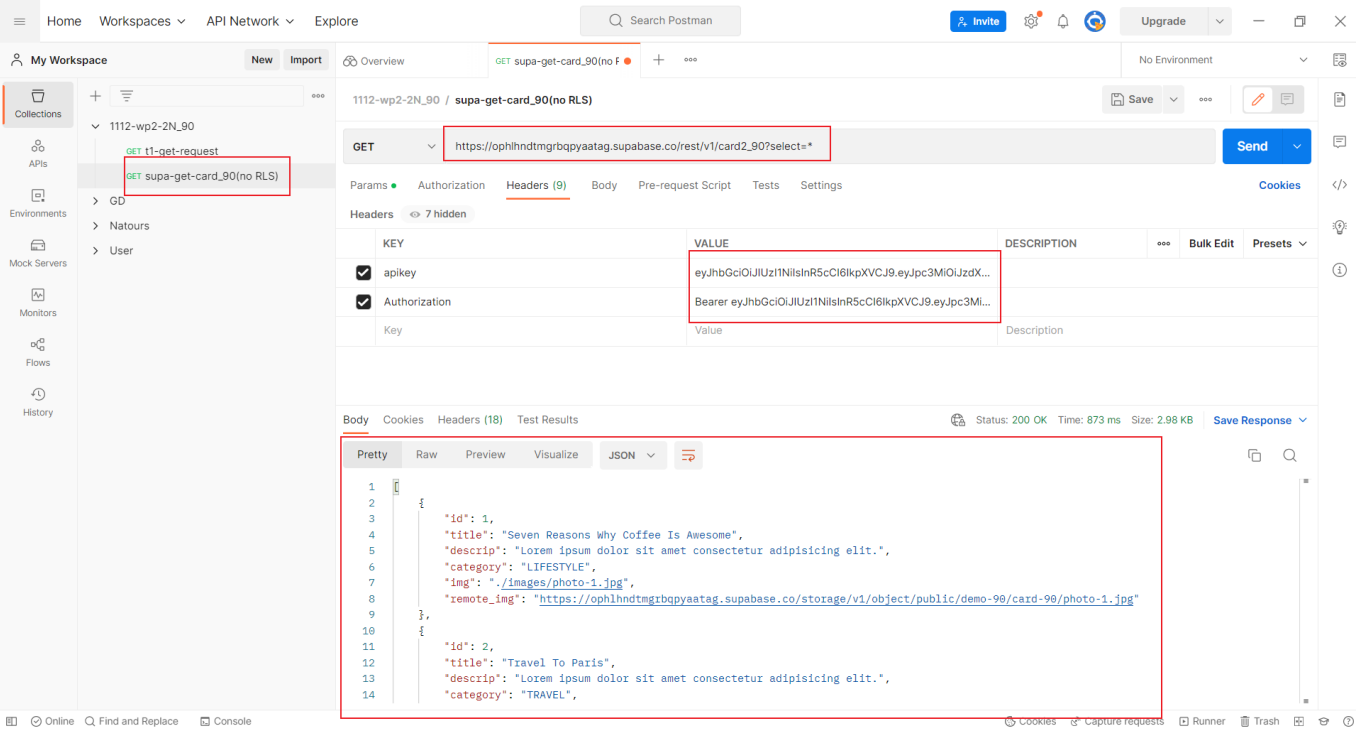 Home Workspaces API Network Explore Search Postman Invite Upgrade
My Workspace New Import Overview GET supa-get-card_90(no F No Environment
Collections
APIs
Environments
Mock Servers
Monitors
Flows
History
1112-wp2-2N_90
GET t1-get-request
GET supa-get-card_90(no RLS)
GD
Natours
User
1112-wp2-2N_90 / supa-get-card_90(no RLS) Save
GET https://ophlhndtmgrbqpyaatag.supabase.co/rest/v1/card2_90?select=* Send
Params Authorization Headers (9) Body Pre-request Script Tests Settings Cookies
Headers 7 hidden
KEY VALUE DESCRIPTION Bulk Edit Presets
apikey eyJhbGciOiJIUzI1NiIsInR5cCI6IkpXVCJ9.eyJpc3MiOiJzdX...
Authorization Bearer eyJhbGciOiJIUzI1NiIsInR5cCI6IkpXVCJ9.eyJpc3Mi...
Key Value Description
Body Cookies Headers (18) Test Results Status: 200 OK Time: 873 ms Size: 2.98 KB Save Response
Pretty Raw Preview Visualize JSON
1 [
2 {
3 "id": 1,
4 "title": "Seven Reasons Why Coffee Is Awesome",
5 "descrip": "Lorem ipsum dolor sit amet consectetur adipisicing elit.",
6 "category": "LIFESTYLE",
7 "img": "./images/photo-1.jpg",
8 "remote_img": "https://ophlhndtmgrbqpyaatag.supabase.co/storage/v1/object/public/demo-90/card-90/photo-1.jpg"
9 },
10 {
11 "id": 2,
12 "title": "Travel To Paris",
13 "descrip": "Lorem ipsum dolor sit amet consectetur adipisicing elit.",
14 "category": "TRAVEL",
Online Find and Replace Console Cookies Capture requests Runner Trash